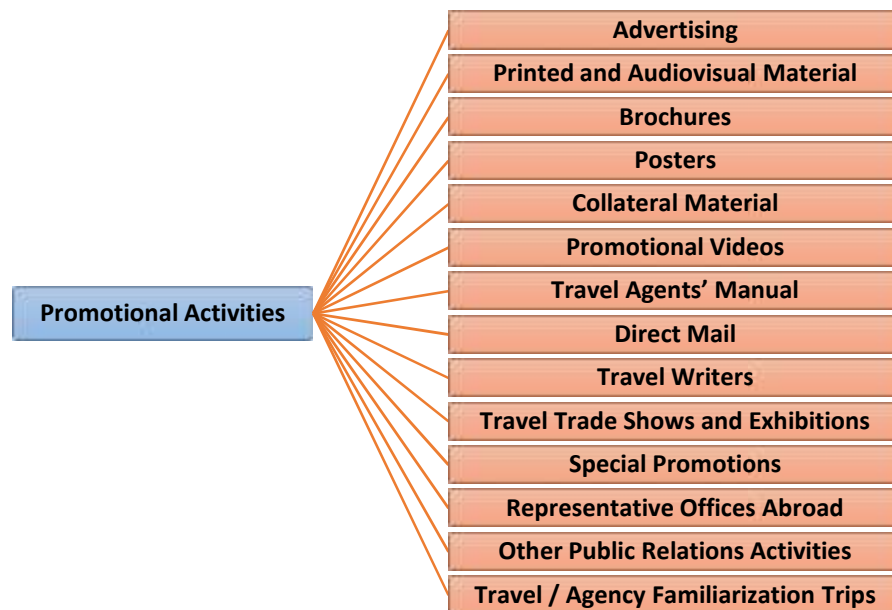 Advertising
Printed and Audiovisual Material
Brochures
Posters
Collateral Material
Promotional Videos
Promotional Activities
Travel Agents’ Manual
Direct Mail
Travel Writers
Travel Trade Shows and Exhibitions
Special Promotions
Representative Offices Abroad
Other Public Relations Activities
Travel / Agency Familiarization Trips